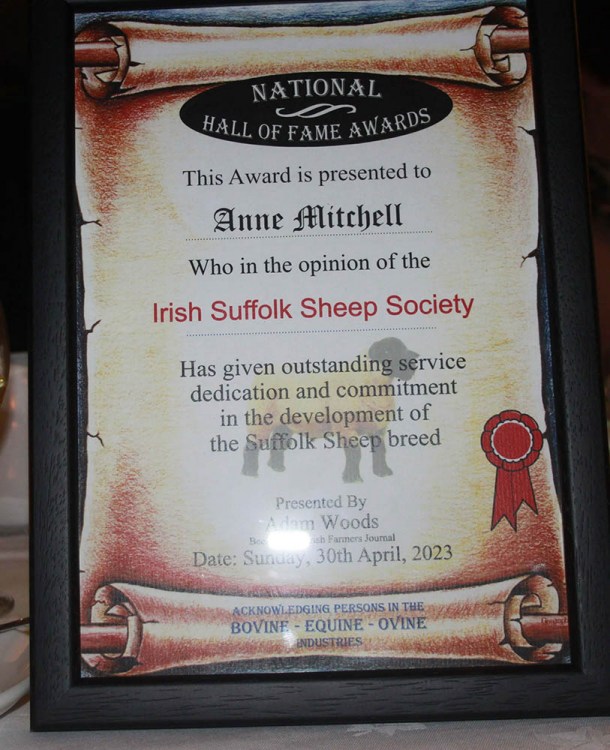 NATIONAL
HALL OF FAME AWARDS
This Award is presented to
Anne Mitchell
Who in the opinion of the
Irish Suffolk Sheep Society
Has given outstanding service
dedication and commitment
in the development of
the Suffolk Sheep breed
Presented By
Adam Woods
Farmers Journal
Date: Sunday, 30th April, 2023
ACKNOWLEDGING PERSONS IN THE
BOVINE - EQUINE - OVINE
INDUSTRIES